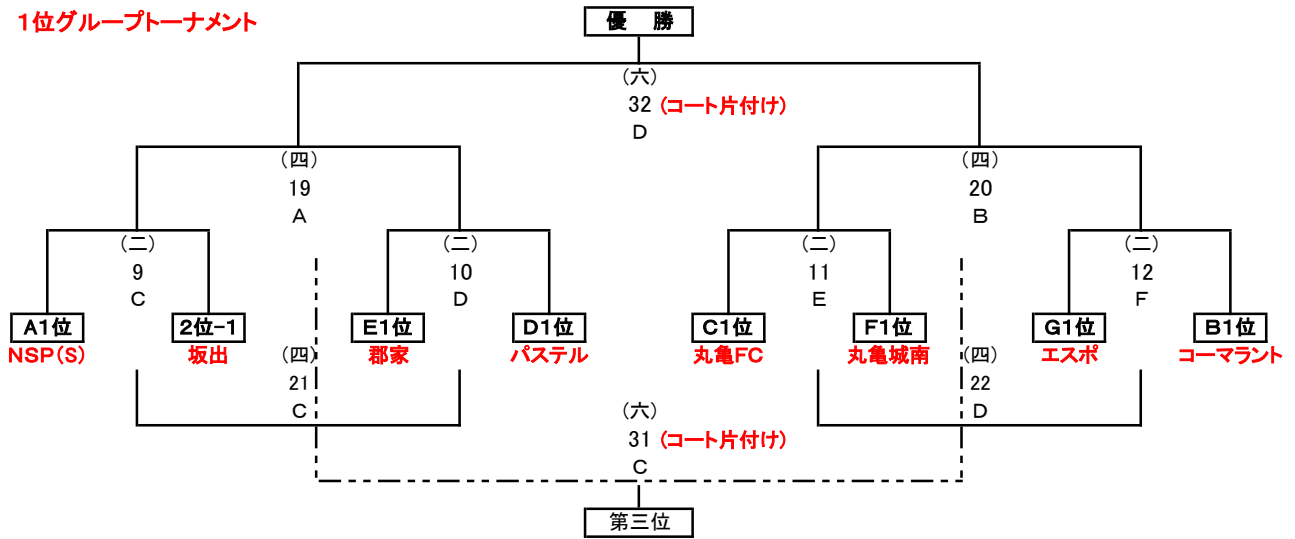 1位グループトーナメント
優　勝
(六)
32 (コート片付け)
D
(四)
19
A
(四)
20
B
(二)
9
C
(二)
10
D
(二)
11
E
(二)
12
F
A1位
2位-1
E1位
D1位
C1位
F1位
G1位
B1位
NSP(S)
坂出
郡家
パステル
丸亀FC
丸亀城南
エスポ
コーマラント
(四)
21
C
(四)
22
D
(六)
31 (コート片付け)
C
第三位